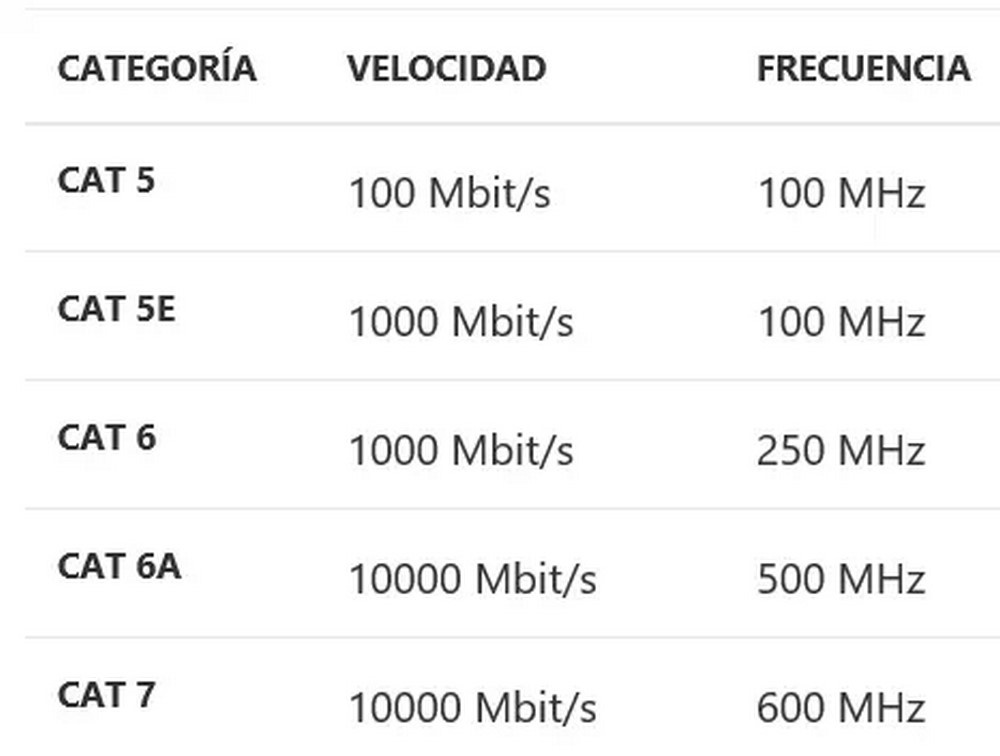 CATEGORÍA VELOCIDAD FRECUENCIA
CAT 5 100 Mbit/s 100 MHz
CAT 5E 1000 Mbit/s 100 MHz
CAT 6 1000 Mbit/s 250 MHz
CAT 6A 10000 Mbit/s 500 MHz
CAT 7 10000 Mbit/s 600 MHz